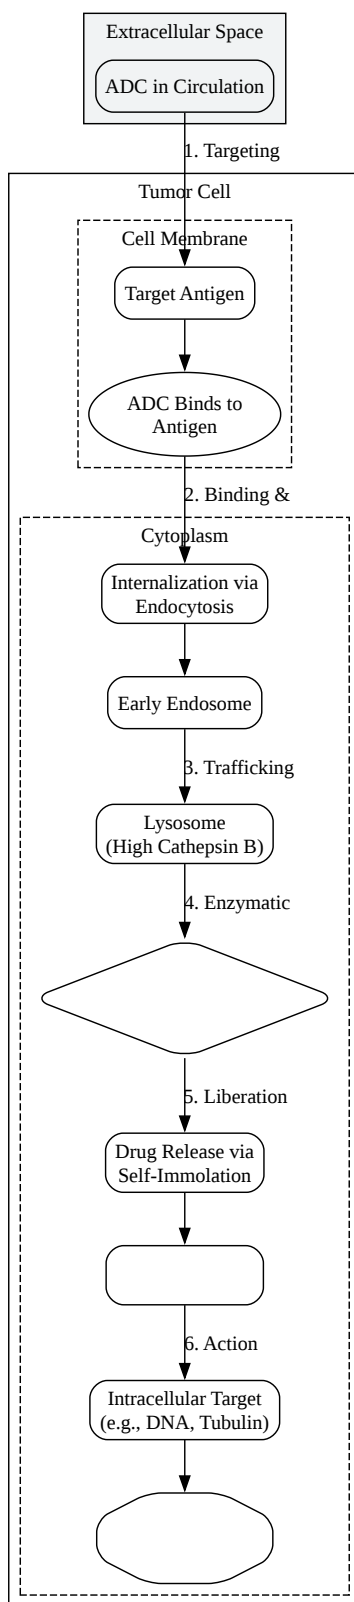 Extracellular Space
ADC in Circulation
1. Targeting
Tumor Cell
Cell Membrane
Target Antigen
ADC Binds to
Antigen
2. Binding &
Cytoplasm
Internalization via
Endocytosis
Early Endosome
3. Trafficking
Lysosome
(High Cathepsin B)
4. Enzymatic
5. Liberation
Drug Release via
Self-Immolation
6. Action
Intracellular Target
(e.g., DNA, Tubulin)